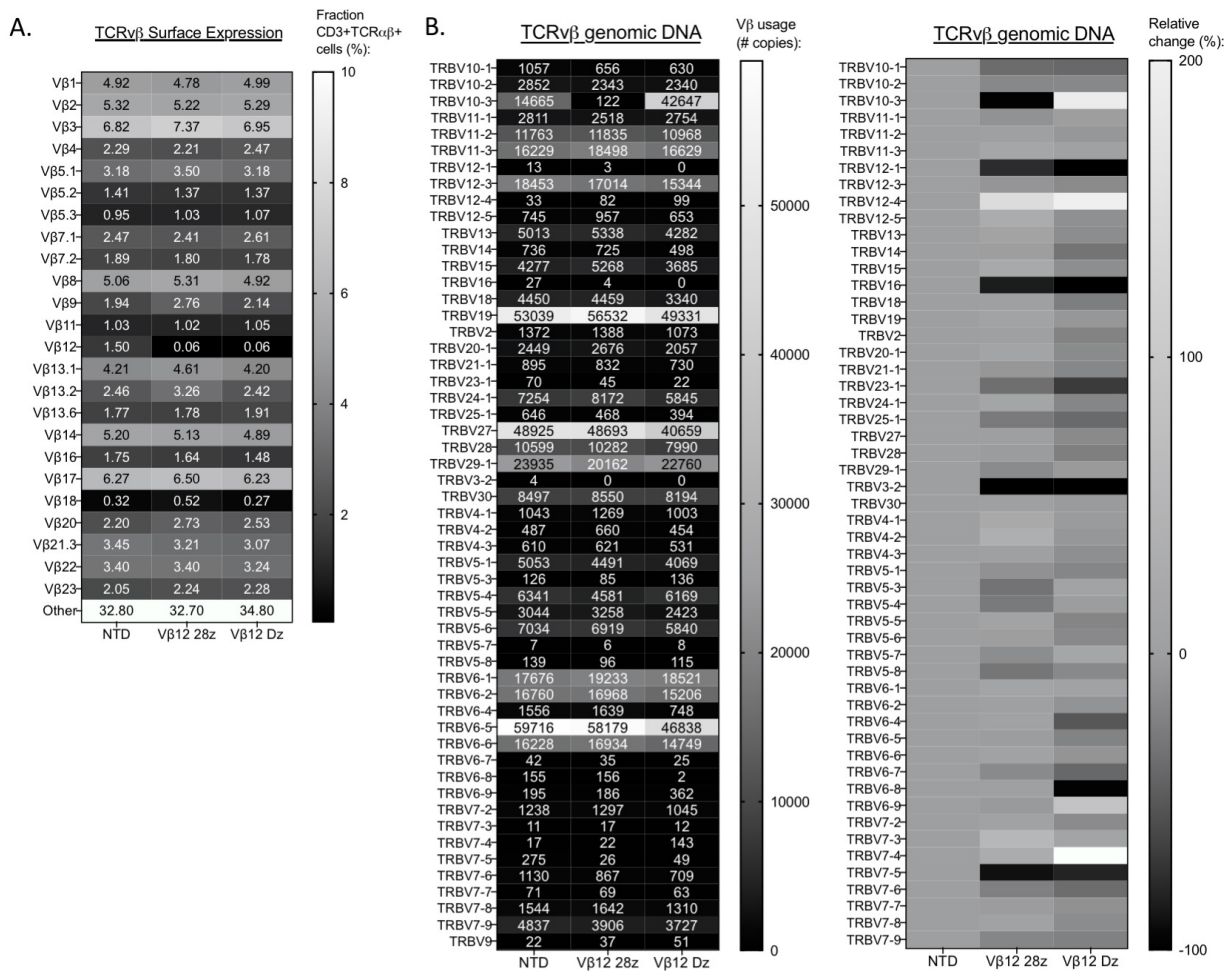 A.
TCRvβ Surface Expression
Fraction
CD3+TCRαβ+
cells (%):
Vβ1 4.92 4.78 4.99
Vβ2 5.32 5.22 5.29
Vβ3 6.82 7.37 6.95
Vβ4 2.29 2.21 2.47
Vβ5.1 3.18 3.50 3.18
Vβ5.2 1.41 1.37 1.37
Vβ5.3 0.95 1.03 1.07
Vβ7.1 2.47 2.41 2.61
Vβ7.2 1.89 1.80 1.78
Vβ8 5.06 5.31 4.92
Vβ9 1.94 2.76 2.14
Vβ11 1.03 1.02 1.05
Vβ12 1.50 0.06 0.06
Vβ13.1 4.21 4.61 4.20
Vβ13.2 2.46 3.26 2.42
Vβ13.6 1.77 1.78 1.91
Vβ14 5.20 5.13 4.89
Vβ16 1.75 1.64 1.48
Vβ17 6.27 6.50 6.23
Vβ18 0.32 0.52 0.27
Vβ20 2.20 2.73 2.53
Vβ21.3 3.45 3.21 3.07
Vβ22 3.40 3.40 3.24
Vβ23 2.05 2.24 2.28
Other 32.80 32.70 34.80
NTD Vβ12 28z Vβ12 Dz
10
8
6
4
2
B.
TCRvβ genomic DNA
Vβ usage
(# copies):
TRBV10-1 1057 656 630
TRBV10-2 2852 2343 2340
TRBV10-3 14665 122 42647
TRBV11-1 2811 2518 2754
TRBV11-2 11763 11835 10968
TRBV11-3 16229 18498 16629
TRBV12-1 13 3 0
TRBV12-3 18453 17014 15344
TRBV12-4 33 82 99
TRBV12-5 745 957 653
TRBV13 5013 5338 4282
TRBV14 736 725 498
TRBV15 4277 5268 3685
TRBV16 27 4 0
TRBV18 4450 4459 3340
TRBV19 53039 56532 49331
TRBV2 1372 1388 1073
TRBV20-1 2449 2676 2057
TRBV21-1 895 832 730
TRBV23-1 70 45 22
TRBV24-1 7254 8172 5845
TRBV25-1 646 468 394
TRBV27 48925 48693 40659
TRBV28 10599 10282 7990
TRBV29-1 23935 20162 22760
TRBV3-2 4 0 0
TRBV30 8497 8550 8194
TRBV4-1 1043 1269 1003
TRBV4-2 487 660 454
TRBV4-3 610 621 531
TRBV5-1 5053 4491 4069
TRBV5-3 126 85 136
TRBV5-4 6341 4581 6169
TRBV5-5 3044 3258 2423
TRBV5-6 7034 6919 5840
TRBV5-7 7 6 8
TRBV5-8 139 96 115
TRBV6-1 17676 19233 18521
TRBV6-2 16760 16968 15206
TRBV6-4 1556 1639 748
TRBV6-5 59716 58179 46838
TRBV6-6 16228 16934 14749
TRBV6-7 42 35 25
TRBV6-8 155 156 2
TRBV6-9 195 186 362
TRBV7-2 1238 1297 1045
TRBV7-3 11 17 12
TRBV7-4 17 22 143
TRBV7-5 275 26 49
TRBV7-6 1130 867 709
TRBV7-7 71 69 63
TRBV7-8 1544 1642 1310
TRBV7-9 4837 3906 3727
TRBV9 22 37 51
NTD Vβ12 28z Vβ12 Dz
50000
40000
30000
20000
10000
0
TCRvβ genomic DNA
Relative
change (%):
TRBV10-1
TRBV10-2
TRBV10-3
TRBV11-1
TRBV11-2
TRBV11-3
TRBV12-1
TRBV12-3
TRBV12-4
TRBV12-5
TRBV13
TRBV14
TRBV15
TRBV16
TRBV18
TRBV19
TRBV2
TRBV20-1
TRBV21-1
TRBV23-1
TRBV24-1
TRBV25-1
TRBV27
TRBV28
TRBV29-1
TRBV3-2
TRBV30
TRBV4-1
TRBV4-2
TRBV4-3
TRBV5-1
TRBV5-3
TRBV5-4
TRBV5-5
TRBV5-6
TRBV5-7
TRBV5-8
TRBV6-1
TRBV6-2
TRBV6-4
TRBV6-5
TRBV6-6
TRBV6-7
TRBV6-8
TRBV6-9
TRBV7-2
TRBV7-3
TRBV7-4
TRBV7-5
TRBV7-6
TRBV7-7
TRBV7-8
TRBV7-9
NTD Vβ12 28z Vβ12 Dz
200
100
0
-100